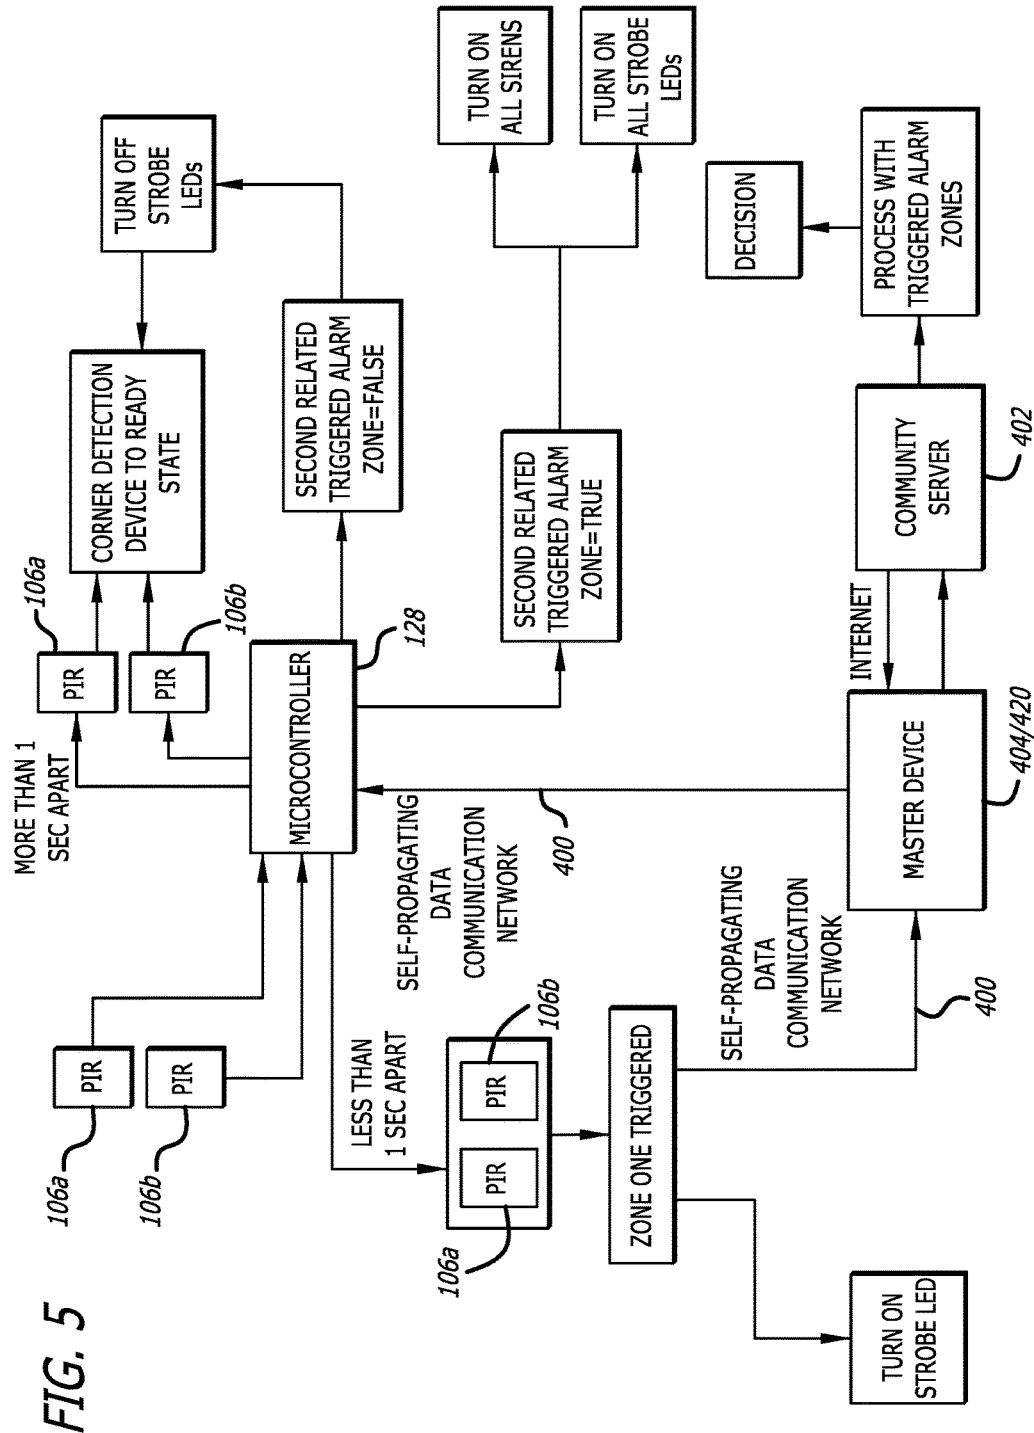 FIG. 5
106a
PIR
106b
PIR
MORE THAN 1
SEC APART
PIR
106a
PIR
106b
CORNER DETECTION
DEVICE TO READY
STATE
TURN OFF
STROBE
LEDs
MICROCONTROLLER
128
SECOND RELATED
TRIGGERED ALARM
ZONE=FALSE
LESS THAN
1 SEC APART
106a
PIR
PIR
106b
SELF-PROPAGATING
DATA
COMMUNICATION
NETWORK
400
SECOND RELATED
TRIGGERED ALARM
ZONE=TRUE
TURN ON
ALL SIRENS
TURN ON
ALL STROBE
LEDs
ZONE ONE TRIGGERED
SELF-PROPAGATING
DATA
COMMUNICATION
NETWORK
400
DECISION
TURN ON
STROBE LED
MASTER DEVICE
404/420
INTERNET
COMMUNITY
SERVER
402
PROCESS WITH
TRIGGERED ALARM
ZONES